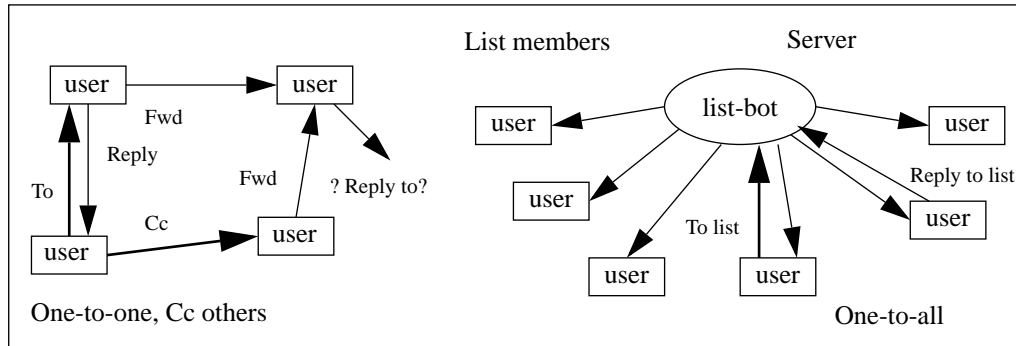 List members
Server
user
user
Fwd
Reply
To
Fwd
? Reply to?
Cc
user
user
One-to-one, Cc others
list-bot
user
user
user
Reply to list
user
To list
user
user
One-to-all